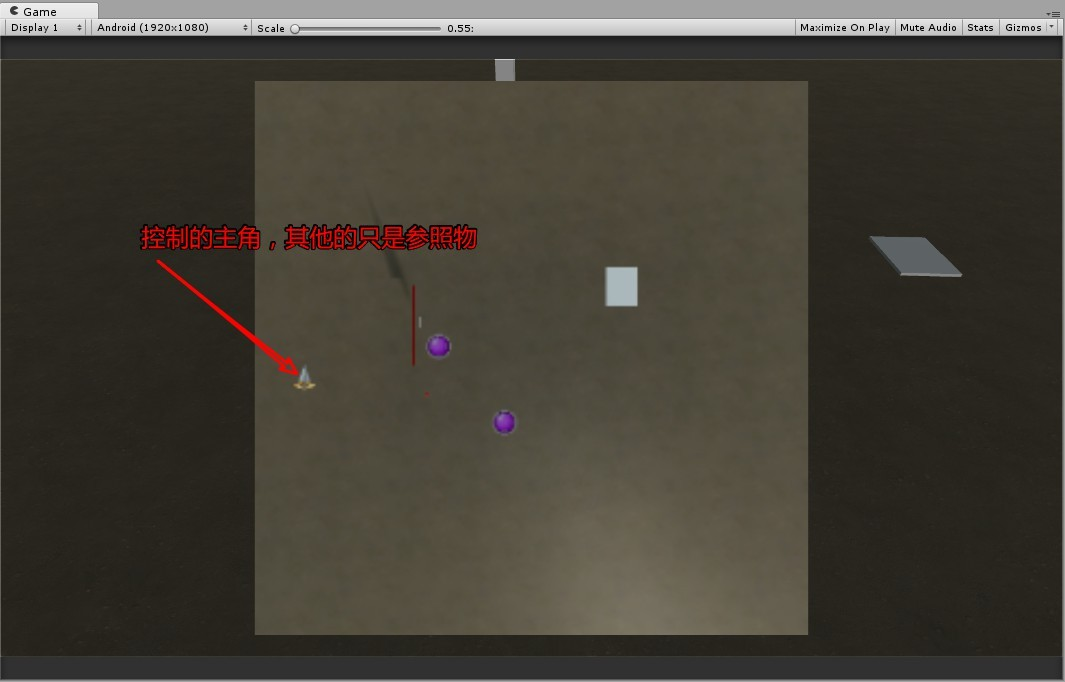 Game
Display 1 Android (1920x1080) Scale 0.55: Maximize On Play Mute Audio Stats Gizmos
控制的主角，其他的只是参照物